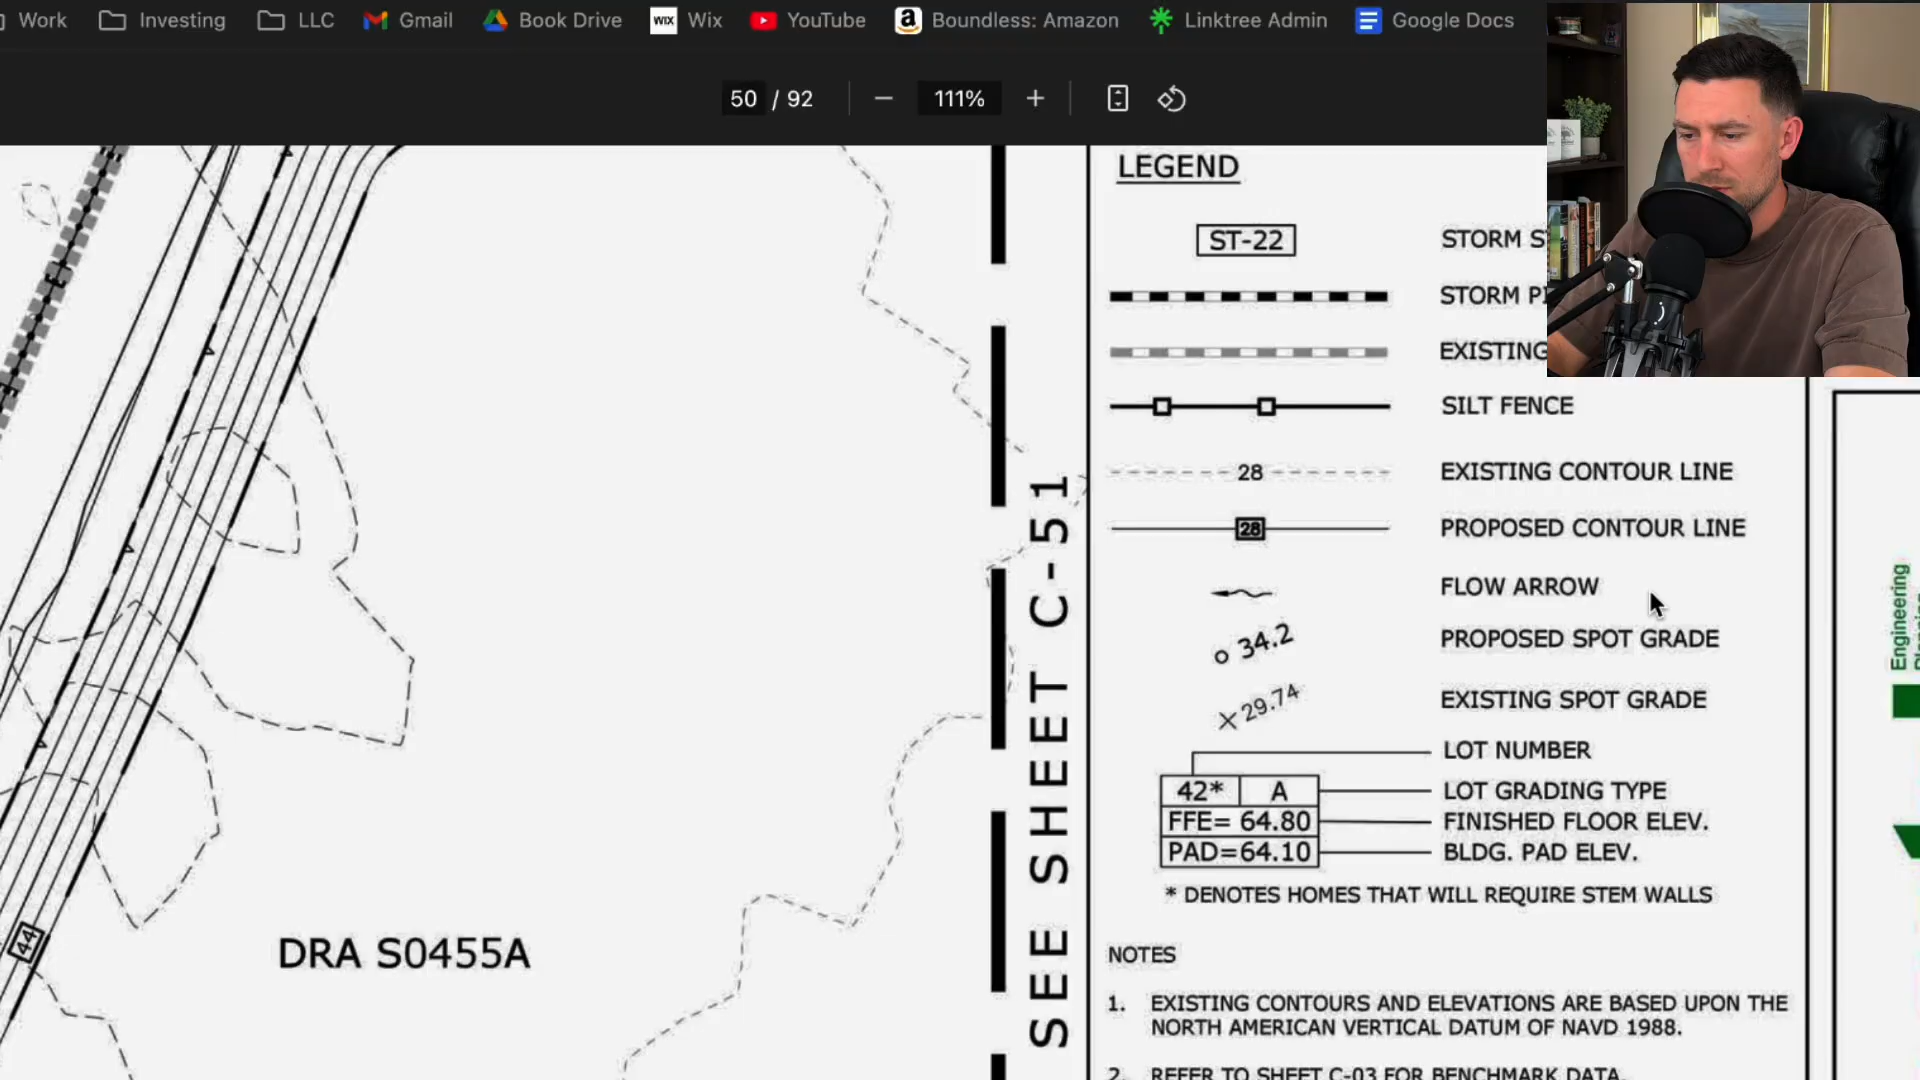 Work
Investing
LLC
Gmail
Book Drive
WIX Wix
YouTube
a Boundless: Amazon
Linktree Admin
Google Docs
50 / 92
111%
LEGEND
ST-22 STORM
STORM
EXISTING
SILT FENCE
28 EXISTING CONTOUR LINE
28 PROPOSED CONTOUR LINE
FLOW ARROW
34.2 PROPOSED SPOT GRADE
29.74 EXISTING SPOT GRADE
LOT NUMBER
42* A LOT GRADING TYPE
FFE= 64.80 FINISHED FLOOR ELEV.
PAD=64.10 BLDG. PAD ELEV.
* DENOTES HOMES THAT WILL REQUIRE STEM WALLS
NOTES
1. EXISTING CONTOURS AND ELEVATIONS ARE BASED UPON THE
NORTH AMERICAN VERTICAL DATUM OF NAVD 1988.
2. REFER TO SHEET C-03 FOR BENCHMARK DATA.
SEE SHEET C-51
DRA S0455A
44
Engineering